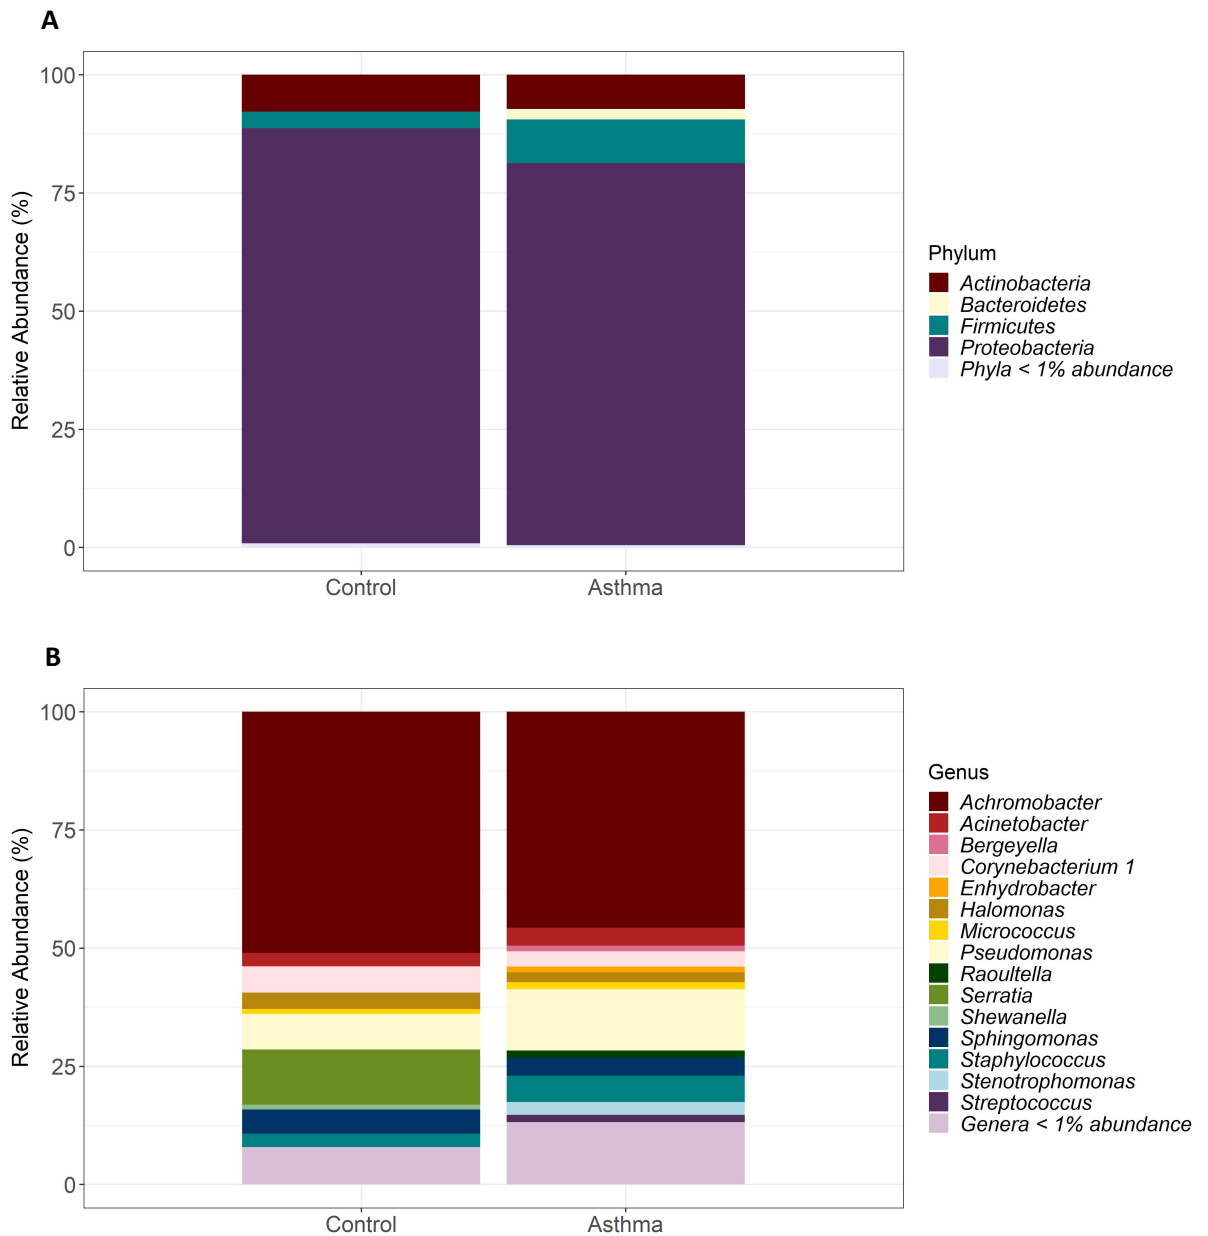 A
Relative Abundance (%)
100
75
50
25
0
Control
Asthma
Phylum
Actinobacteria
Bacteroidetes
Firmicutes
Proteobacteria
Phyla < 1% abundance
B
Relative Abundance (%)
100
75
50
25
0
Control
Asthma
Genus
Achromobacter
Acinetobacter
Bergeyella
Corynebacterium 1
Enhydrobacter
Halomonas
Micrococcus
Pseudomonas
Raoultella
Serratia
Shewanella
Sphingomonas
Staphylococcus
Stenotrophomonas
Streptococcus
Genera < 1% abundance